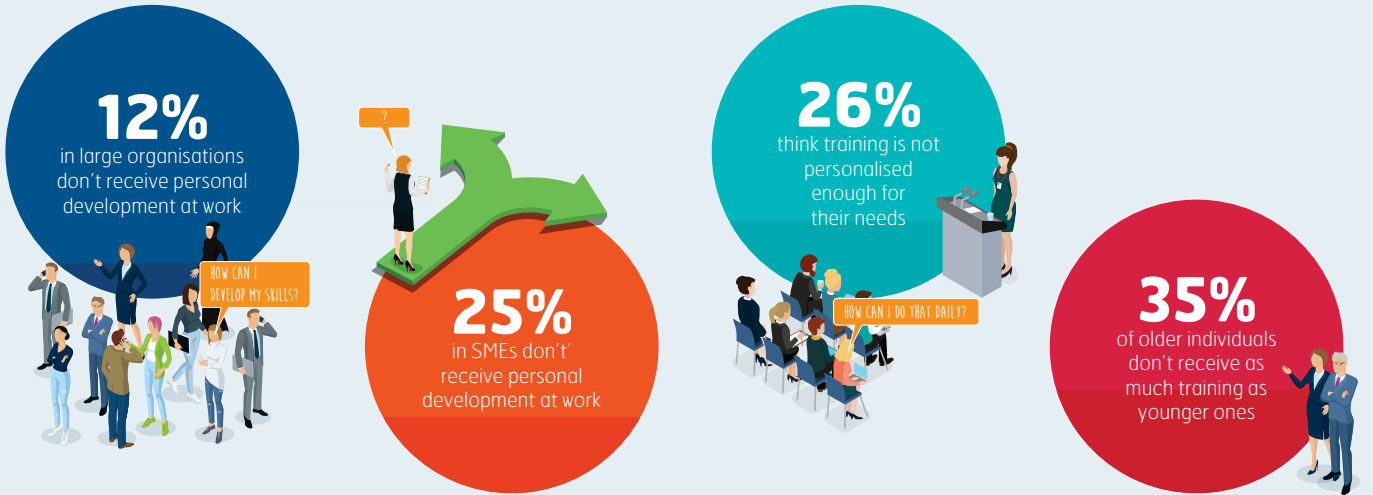 12%
in large organisations
don't receive personal
development at work
HOW CAN I
DEVELOP MY SKILLS?
?
25%
in SMEs don't'
receive personal
development at work
26%
think training is not
personalised
enough for
their needs
HOW CAN I DO THAT DAILY?
35%
of older individuals
don't receive as
much training as
younger ones